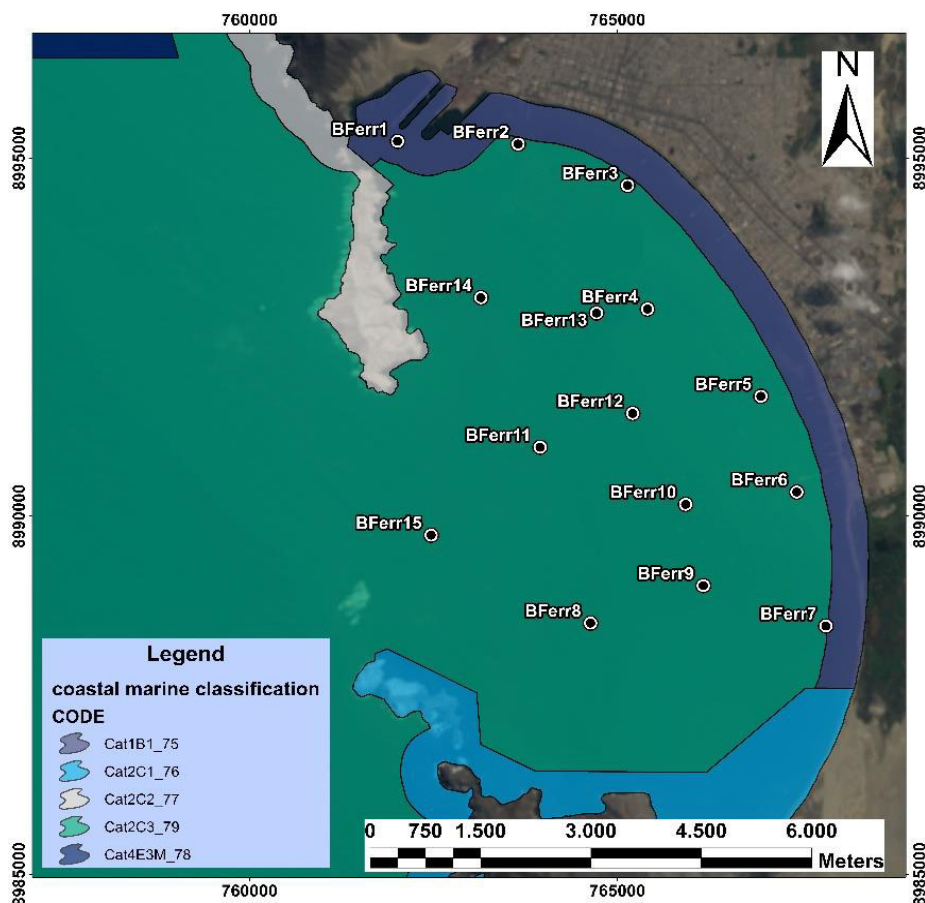 760000
765000
N
8995000
8995000
BFerr1
BFerr2
BFerr3
BFerr14
BFerr4
BFerr13
BFerr5
BFerr12
BFerr11
BFerr6
BFerr10
8990000
8990000
BFerr15
BFerr9
BFerr8
BFerr7
Legend
coastal marine classification
CODE
Cat1B1_75
Cat2C1_76
Cat2C2_77
Cat2C3_79
Cat4E3M_78
0 750 1.500 3.000 4.500 6.000
Meters
8985000
8985000
760000
765000